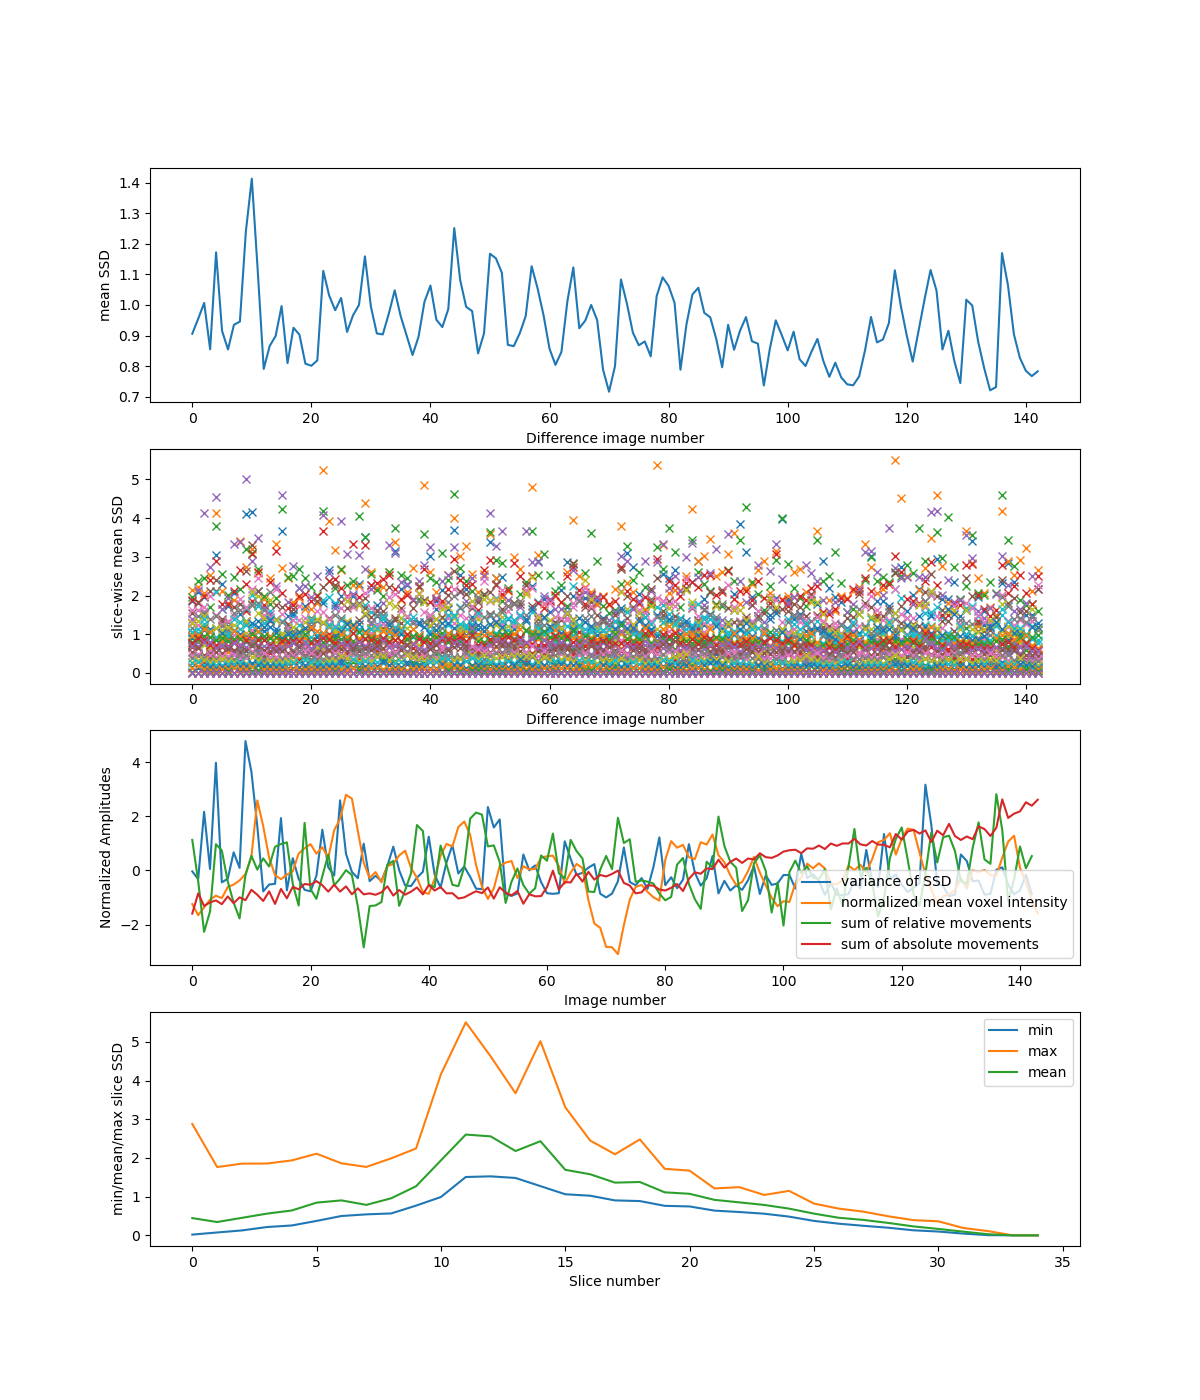 mean SSD
1.4
1.3
1.2
1.1
1.0
0.9
0.8
0.7
0 20 40 60 80 100 120 140
Difference image number
slice-wise mean SSD
5
4
3
2
1
0
0 20 40 60 80 100 120 140
Difference image number
Normalized Amplitudes
4
2
0
−2
variance of SSD
normalized mean voxel intensity
sum of relative movements
sum of absolute movements
0 20 40 60 80 100 120 140
Image number
min/mean/max slice SSD
5
4
3
2
1
0
min
max
mean
0 5 10 15 20 25 30 35
Slice number